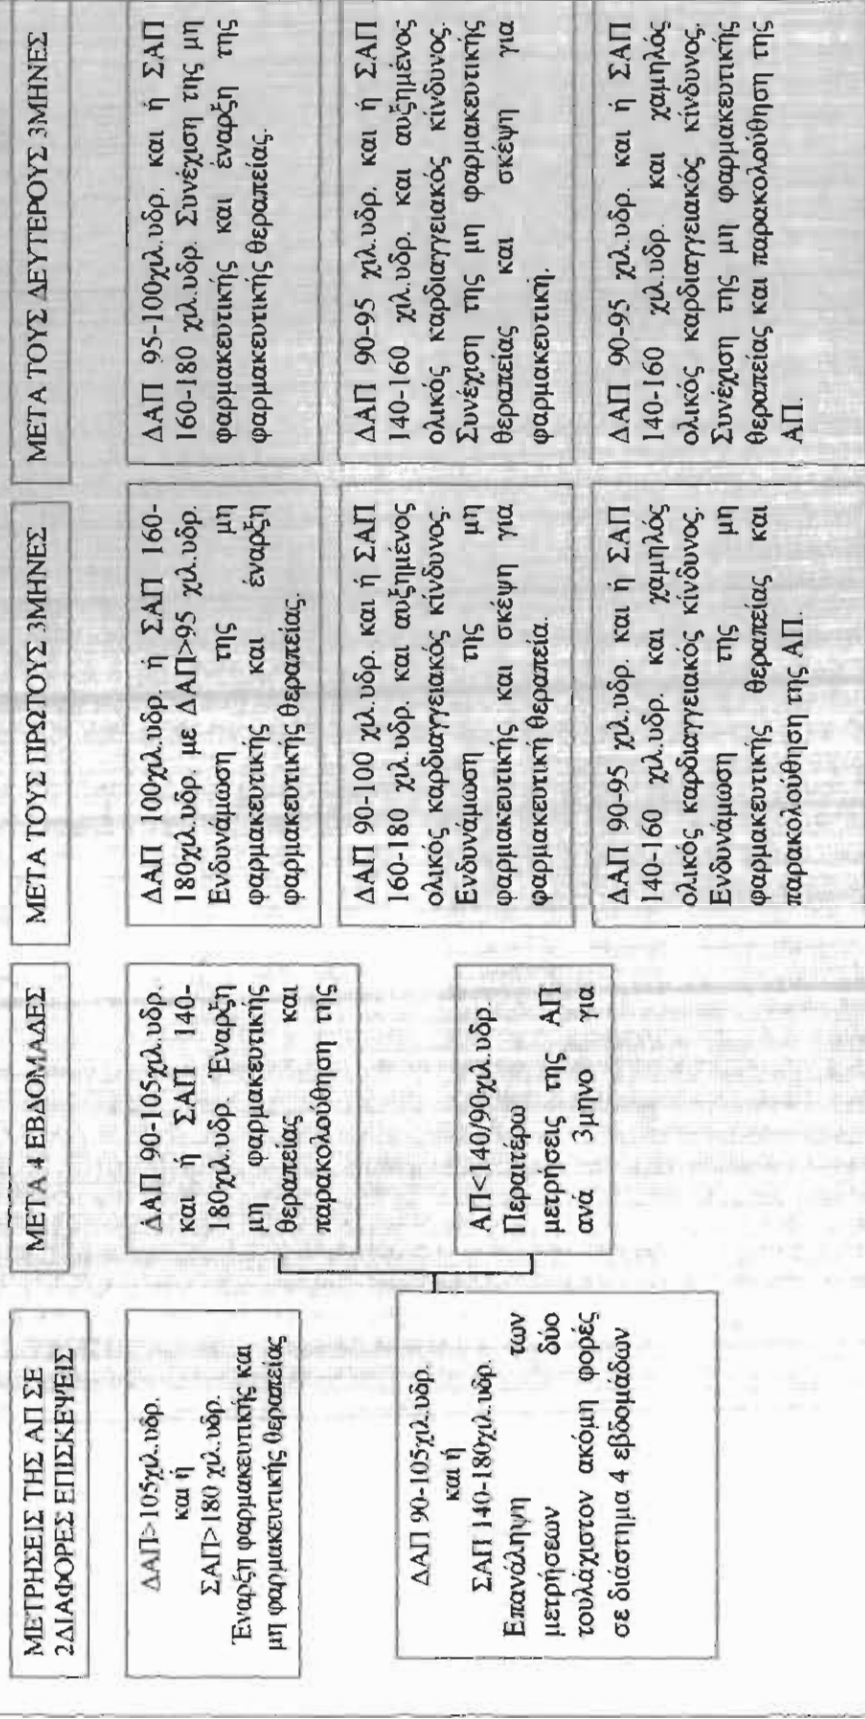 ΜΕΤΡΗΣΕΙΣ ΤΗΣ ΑΠ ΣΕ
2ΔΙΑΦΟΡΕΣ ΕΠΙΣΚΕΨΕΙΣ
ΔΑΠ>105χιλ.υδρ.
και ή
ΣΑΠ>180 χιλ.υδρ.
Έναρξη φαρμακευτικής και
μη φαρμακευτικής θεραπείας
ΔΑΠ 90-105χιλ.υδρ.
και ή
ΣΑΠ 140-180χιλ.υδρ.
Επανάληψη των
μετρήσεων δύο
τουλάχιστον ακόμη φορές
σε διάστημα 4 εβδομάδων
ΜΕΤΑ 4 ΕΒΔΟΜΑΔΕΣ
ΔΑΠ 90-105χιλ.υδρ.
και ή ΣΑΠ 140-
180χιλ.υδρ. Έναρξη
μη φαρμακευτικής
θεραπείας και
παρακολούθηση της
ΑΠ<140/90χιλ.υδρ.
Περαιτέρω
μετρήσεις της ΑΠ
ανά 3μηνο για
ΜΕΤΑ ΤΟΥΣ ΠΡΩΤΟΥΣ 3ΜΗΝΕΣ
ΔΑΠ 100χιλ.υδρ. ή ΣΑΠ 160-
180χιλ.υδρ. με ΔΑΠ>95 χιλ.υδρ.
Ενδυνάμωση της μη
φαρμακευτικής και έναρξη
φαρμακευτικής θεραπείας.
ΔΑΠ 90-100 χιλ.υδρ. και ή ΣΑΠ
160-180 χιλ.υδρ. και αυξημένος
ολικός καρδιαγγειακός κίνδυνος.
Ενδυνάμωση της μη
φαρμακευτικής και σκέψη για
φαρμακευτική θεραπεία.
ΔΑΠ 90-95 χιλ.υδρ. και ή ΣΑΠ
140-160 χιλ.υδρ. και χαμηλός
ολικός καρδιαγγειακός κίνδυνος.
Ενδυνάμωση της μη
φαρμακευτικής θεραπείας και
παρακολούθηση της ΑΠ.
ΜΕΤΑ ΤΟΥΣ ΔΕΥΤΕΡΟΥΣ 3ΜΗΝΕΣ
ΔΑΠ 95-100χιλ.υδρ. και ή ΣΑΠ
160-180 χιλ.υδρ. Συνέχιση της μη
φαρμακευτικής και έναρξη της
φαρμακευτικής θεραπείας.
ΔΑΠ 90-95 χιλ.υδρ. και ή ΣΑΠ
140-160 χιλ.υδρ. και αυξημένος
ολικός καρδιαγγειακός κίνδυνος.
Συνέχιση της μη φαρμακευτικής
θεραπείας και σκέψη για
φαρμακευτική.
ΔΑΠ 90-95 χιλ.υδρ. και ή ΣΑΠ
140-160 χιλ.υδρ. και χαμηλός
ολικός καρδιαγγειακός κίνδυνος.
Συνέχιση της μη φαρμακευτικής
θεραπείας και παρακολούθηση της
ΑΠ.